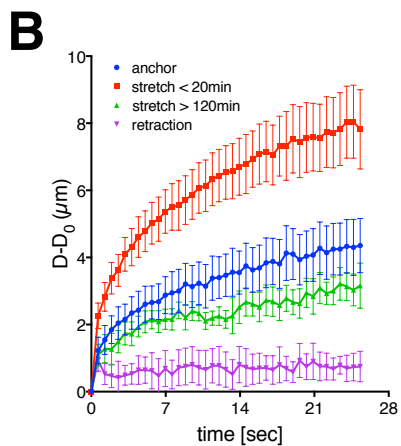 B
anchor
stretch < 20min
stretch > 120min
retraction
D-D₀ (µm)
10
8
6
4
2
0
0 7 14 21 28
time [sec]